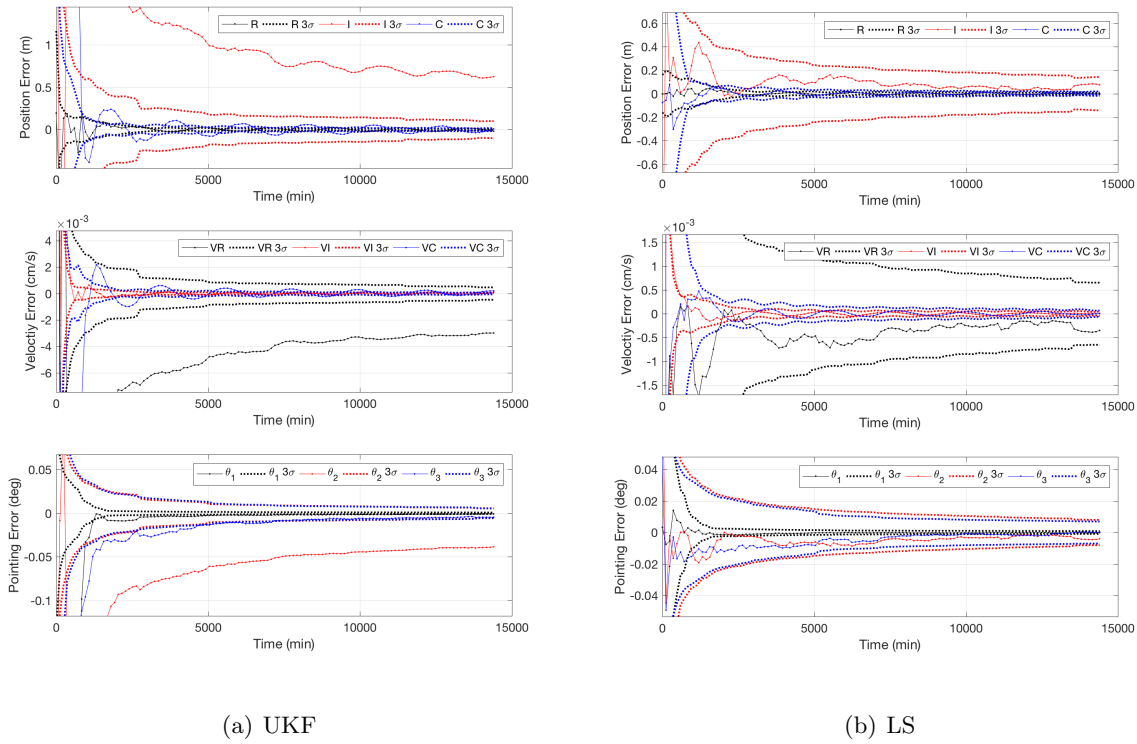 R R 3σ I I 3σ C C 3σ
Position Error (m)
1
0.5
0
0 5000 10000 15000
Time (min)
×10-3
VR VR 3σ VI VI 3σ VC VC 3σ
Veloctiy Error (cm/s)
4
2
0
-2
-4
-6
0 5000 10000 15000
Time (min)
θ1 θ1 3σ θ2 θ2 3σ θ3 θ3 3σ
Pointing Error (deg)
0.05
0
-0.05
-0.1
0 5000 10000 15000
Time (min)
(a) UKF
R R 3σ I I 3σ C C 3σ
Position Error (m)
0.6
0.4
0.2
0
-0.2
-0.4
-0.6
0 5000 10000 15000
Time (min)
×10-3
VR VR 3σ VI VI 3σ VC VC 3σ
Veloctiy Error (cm/s)
1.5
1
0.5
0
-0.5
-1
-1.5
0 5000 10000 15000
Time (min)
θ1 θ1 3σ θ2 θ2 3σ θ3 θ3 3σ
Pointing Error (deg)
0.04
0.02
0
-0.02
-0.04
0 5000 10000 15000
Time (min)
(b) LS